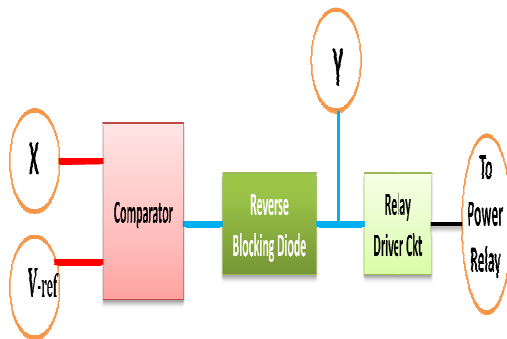 Y
X
Comparator
V-ref
Reverse
Blocking Diode
Relay
Driver Ckt
To
Power
Relay